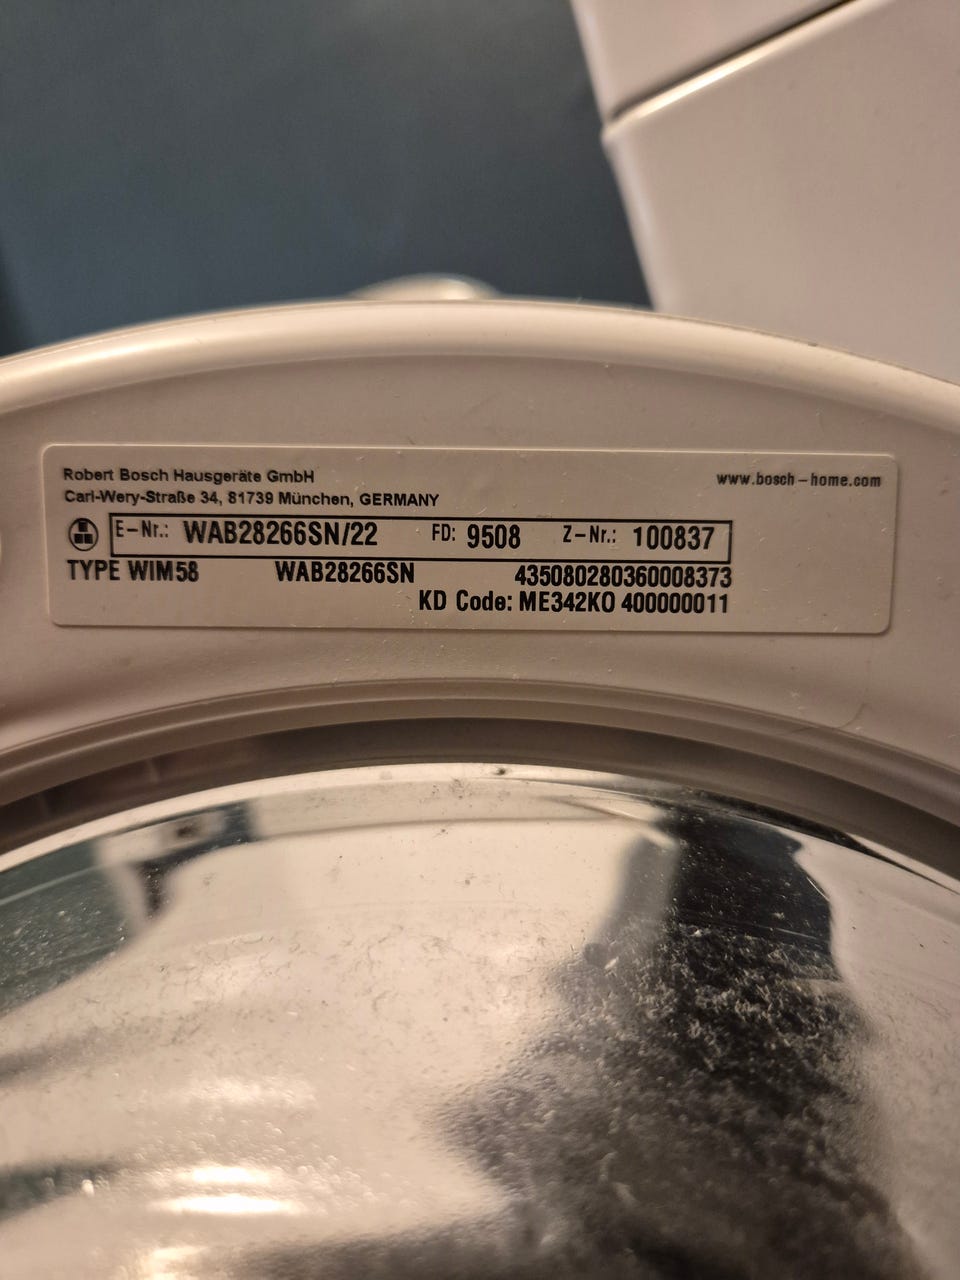 Robert Bosch Hausgeräte GmbH
www.bosch-home.com
Carl-Wery-Straße 34, 81739 München, GERMANY
E-Nr.: WAB28266SN/22 FD: 9508 Z-Nr.: 100837
TYPE WIM58 WAB28266SN 435080280360008373
KD Code: ME342KO 400000011